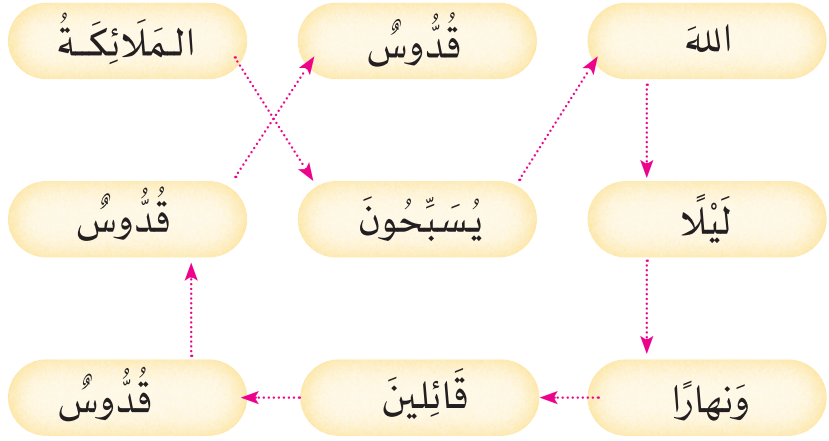 الـمَلَائِكَـةُ
قُدُّوسٌ
اللهَ
قُدُّوسٌ
يُسَبِّحُونَ
لَيْلًا
قُدُّوسٌ
قَائِلِينَ
وَنهارًا